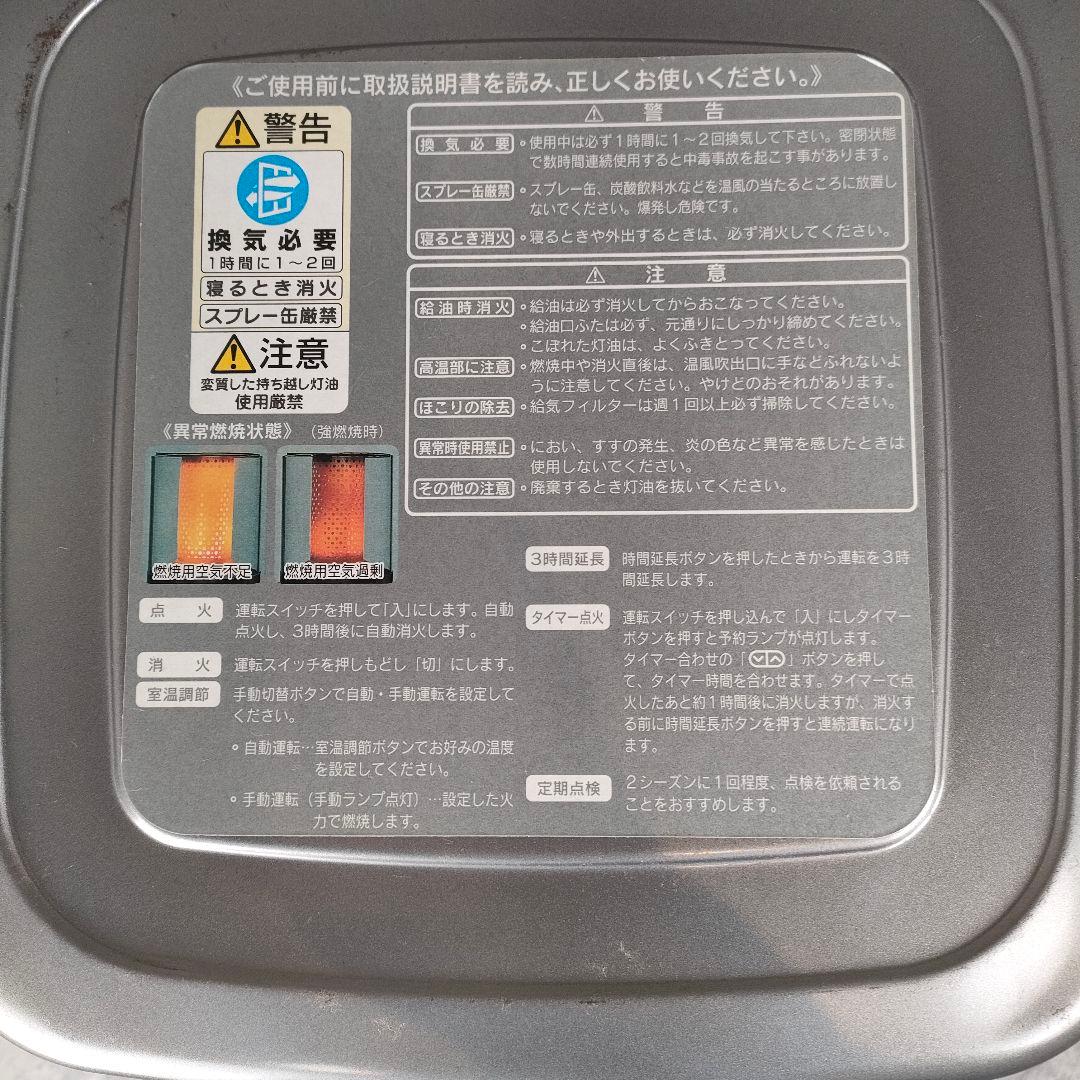 《ご使用前に取扱説明書を読み、正しくお使いください。》
警告
換気必要
1時間に1～2回
寝るとき消火
スプレー缶厳禁
注意
変質した持ち越し灯油
使用厳禁
《異常燃焼状態》（強燃焼時）
燃焼用空気不足
燃焼用空気過剰
警 告
換気必要 ●使用中は必ず1時間に1～2回換気して下さい。密閉状態
で数時間連続使用すると中毒事故を起こす事があります。
スプレー缶厳禁 ●スプレー缶、炭酸飲料水などを温風の当たるところに放置し
ないでください。爆発し危険です。
寝るとき消火 ●寝るときや外出するときは、必ず消火してください。
注 意
給油時消火 ●給油は必ず消火してからおこなってください。
●給油口ふたは必ず、元通りにしっかり締めてください。
●こぼれた灯油は、よくふきとってください。
高温部に注意 ●燃焼中や消火直後は、温風吹出口に手などふれないよ
うに注意してください。やけどのおそれがあります。
ほこりの除去 ●給気フィルターは週1回以上必ず掃除してください。
異常時使用禁止 ●におい、すすの発生、炎の色など異常を感じたときは
使用しないでください。
その他の注意 ●廃棄するとき灯油を抜いてください。
点 火 運転スイッチを押して「入」にします。自動
点火し、3時間後に自動消火します。
消 火 運転スイッチを押しもどし「切」にします。
室温調節 手動切替ボタンで自動・手動運転を設定して
ください。
●自動運転…室温調節ボタンでお好みの温度
を設定してください。
●手動運転（手動ランプ点灯）…設定した火
力で燃焼します。
3時間延長 時間延長ボタンを押したときから運転を3時
間延長します。
タイマー点火 運転スイッチを押し込んで「入」にしタイマー
ボタンを押すと予約ランプが点灯します。
タイマー合わせの「∨∧」ボタンを押し
て、タイマー時間を合わせます。タイマーで点
火したあと約1時間後に消火しますが、消火す
る前に時間延長ボタンを押すと連続運転になり
ます。
定期点検 2シーズンに1回程度、点検を依頼される
ことをおすすめします。